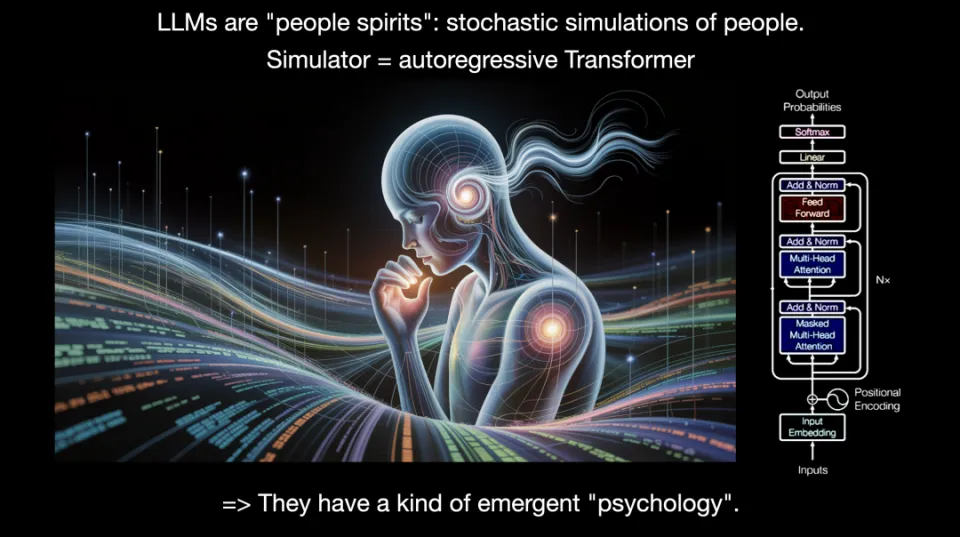 LLMs are "people spirits": stochastic simulations of people.
Simulator = autoregressive Transformer
Output
Probabilities
Softmax
Linear
Add & Norm
Feed
Forward
Add & Norm
Multi-Head
Attention
N×
Add & Norm
Masked
Multi-Head
Attention
Positional
Encoding
Input
Embedding
Inputs
=> They have a kind of emergent "psychology".